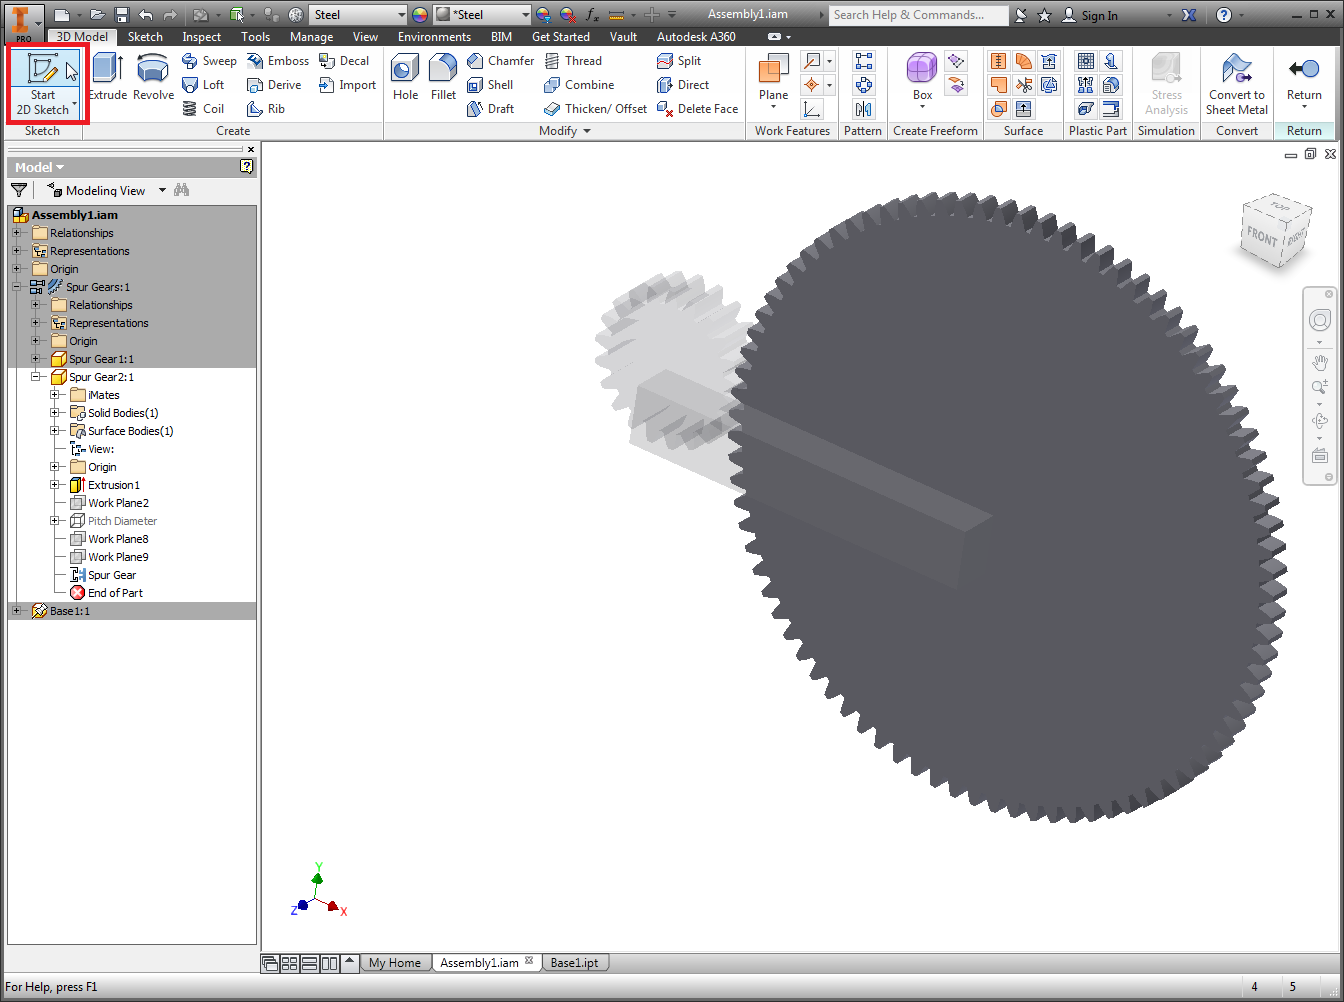 PRO
Steel
*Steel
fx
Assembly1.iam
Search Help & Commands...
Sign In
3D Model Sketch Inspect Tools Manage View Environments BIM Get Started Vault Autodesk A360
Start
2D Sketch
Extrude
Revolve
Sweep
Loft
Coil
Emboss
Derive
Rib
Decal
Import
Hole
Fillet
Chamfer
Shell
Draft
Thread
Combine
Thicken/ Offset
Split
Direct
Delete Face
Plane
Box
Stress
Analysis
Convert to
Sheet Metal
Return
Sketch Create Modify Work Features Pattern Create Freeform Surface Plastic Part Simulation Convert Return
Model
Modeling View
Assembly1.iam
Relationships
Representations
Origin
Spur Gears:1
Relationships
Representations
Origin
Spur Gear1:1
Spur Gear2:1
iMates
Solid Bodies(1)
Surface Bodies(1)
View:
Origin
Extrusion1
Work Plane2
Pitch Diameter
Work Plane8
Work Plane9
Spur Gear
End of Part
Base1:1
TOP
FRONT
RIGHT
Y
Z
X
My Home Assembly1.iam Base1.ipt
For Help, press F1
4 5